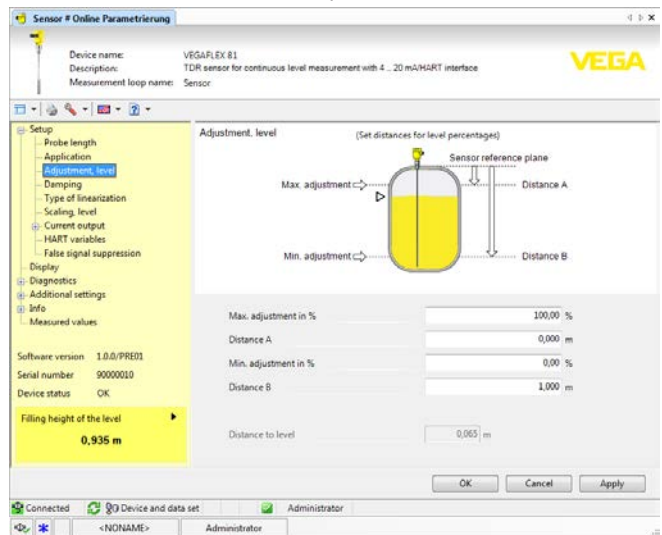 Sensor # Online Parametrierung
Device name: VEGAFLEX 81
Description: TDR sensor for continuous level measurement with 4 .. 20 mA/HART interface
Measurement loop name: Sensor
VEGA
Setup
Probe length
Application
Adjustment, level
Damping
Type of linearization
Scaling, level
Current output
HART variables
False signal suppression
Display
Diagnostics
Additional settings
Info
Measured values
Software version 1.0.0/PRE01
Serial number 90000010
Device status OK
Filling height of the level
0,935 m
Adjustment, level
(Set distances for level percentages)
Sensor reference plane
Max. adjustment
Distance A
Min. adjustment
Distance B
Max. adjustment in % 100,00 %
Distance A 0,000 m
Min. adjustment in % 0,00 %
Distance B 1,000 m
Distance to level 0,065 m
OK Cancel Apply
Connected Device and data set Administrator
<NONAME> Administrator